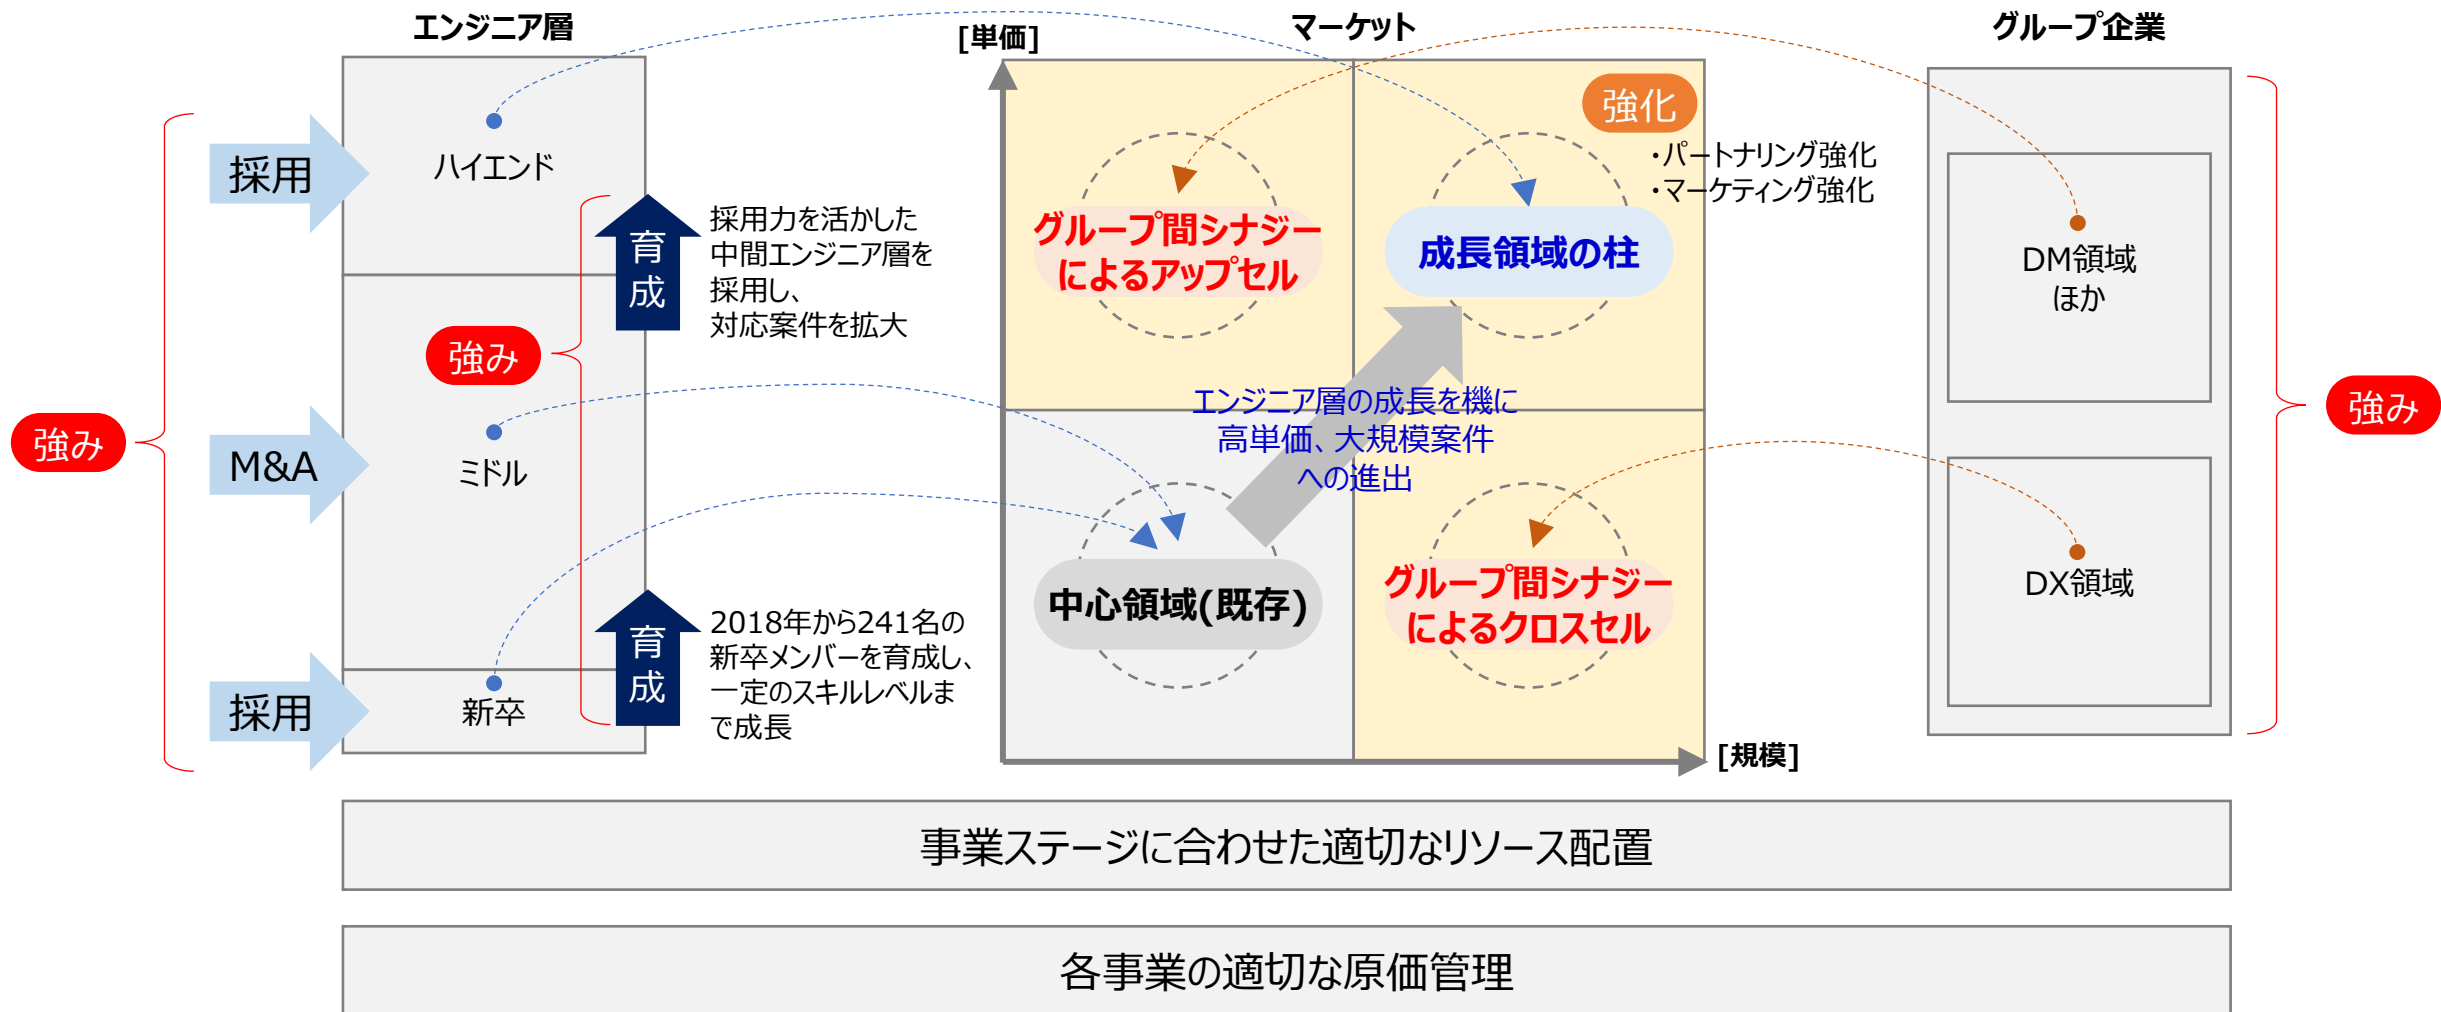 エンジニア層
マーケット
グループ企業
[単価]
強化
・パートナリング強化
・マーケティング強化
採用
ハイエンド
育
成
採用力を活かした
中間エンジニア層を
採用し、
対応案件を拡大
グループ間シナジー
によるアップセル
成長領域の柱
DM領域
ほか
強み
強み
強み
M&A
ミドル
エンジニア層の成長を機に
高単価、大規模案件
への進出
中心領域(既存)
グループ間シナジー
によるクロスセル
DX領域
採用
新卒
育
成
2018年から241名の
新卒メンバーを育成し、
一定のスキルレベルま
で成長
[規模]
事業ステージに合わせた適切なリソース配置
各事業の適切な原価管理